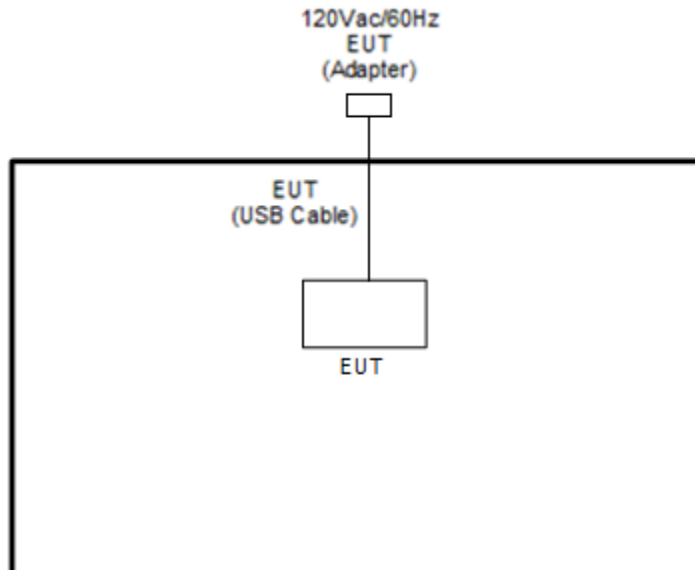 120Vac/60Hz
EUT
(Adapter)
EUT
(USB Cable)
EUT